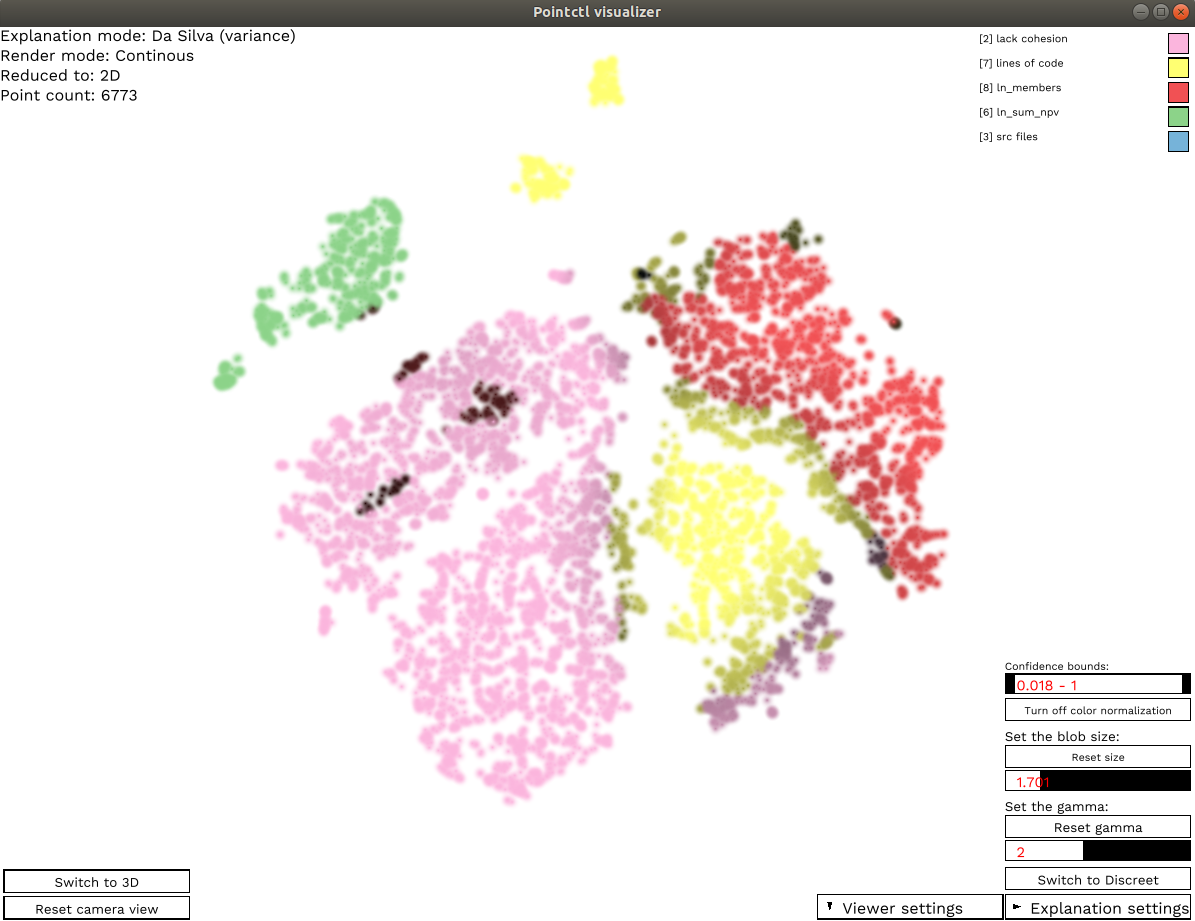 Pointctl visualizer
Explanation mode: Da Silva (variance)
Render mode: Continous
Reduced to: 2D
Point count: 6773
[2] lack cohesion
[7] lines of code
[8] ln_members
[6] ln_sum_npv
[3] src files
Confidence bounds:
0.018 - 1
Turn off color normalization
Set the blob size:
Reset size
1.701
Set the gamma:
Reset gamma
2
Switch to Discreet
Switch to 3D
Reset camera view
Viewer settings
Explanation settings